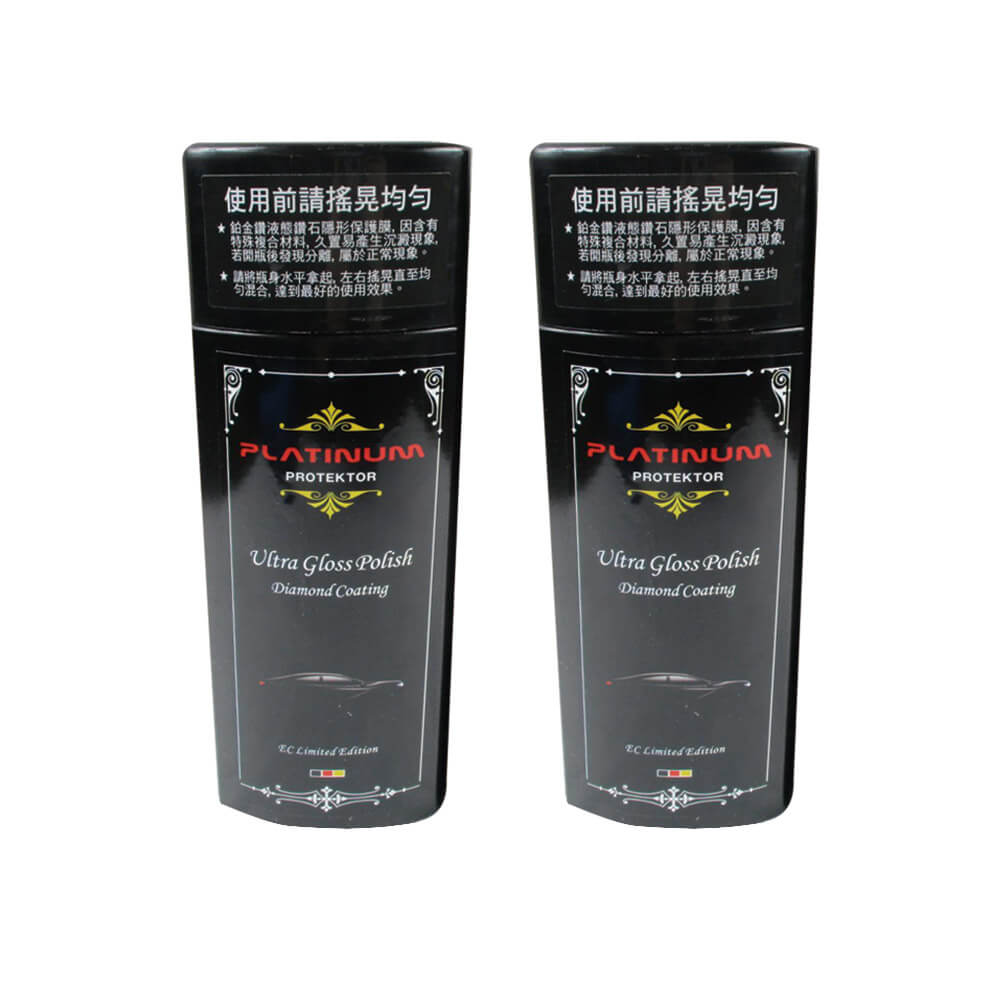 使用前請搖晃均勻
★ 鉑金鑽液態鑽石隱形保護膜, 因含有
特殊複合材料, 久置易產生沉澱現象,
若開瓶後發現分離, 屬於正常現象。
★ 請將瓶身水平拿起, 左右搖晃直至均
勻混合, 達到最好的使用效果。
PLATINUM
PROTEKTOR
Ultra Gloss Polish
Diamond Coating
EC Limited Edition
使用前請搖晃均勻
★ 鉑金鑽液態鑽石隱形保護膜, 因含有
特殊複合材料, 久置易產生沉澱現象,
若開瓶後發現分離, 屬於正常現象。
★ 請將瓶身水平拿起, 左右搖晃直至均
勻混合, 達到最好的使用效果。
PLATINUM
PROTEKTOR
Ultra Gloss Polish
Diamond Coating
EC Limited Edition